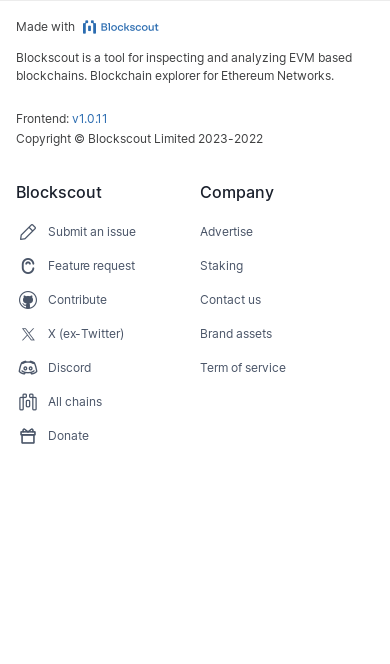 Made with Blockscout
Blockscout is a tool for inspecting and analyzing EVM based
blockchains. Blockchain explorer for Ethereum Networks.
Frontend: v1.0.11
Copyright © Blockscout Limited 2023-2022
Blockscout
Submit an issue
Feature request
Contribute
X (ex-Twitter)
Discord
All chains
Donate
Company
Advertise
Staking
Contact us
Brand assets
Term of service